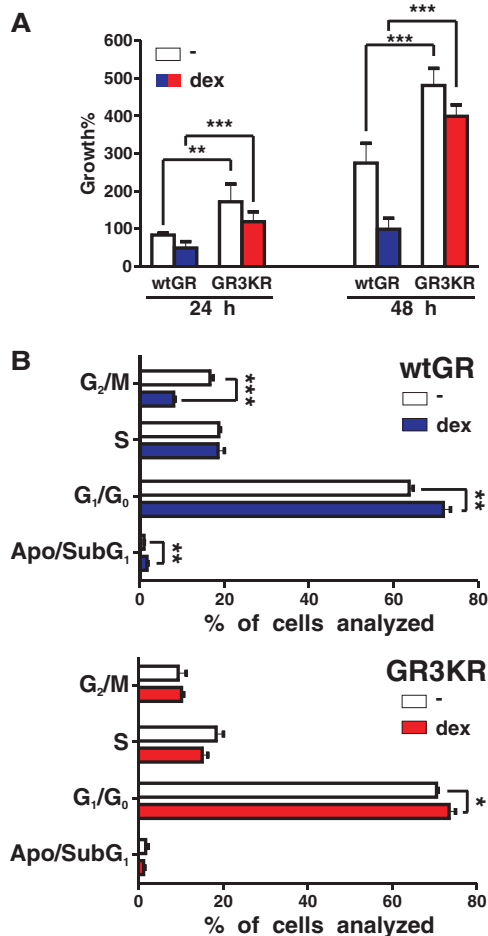 A
Growth%
600
500
400
300
200
100
0
-
dex
**
***
***
***
wtGR GR3KR wtGR GR3KR
24 h 48 h
B
wtGR
-
dex
G₂/M
***
S
G₁/G₀
**
Apo/SubG₁
**
0 20 40 60 80
% of cells analyzed
GR3KR
-
dex
G₂/M
S
G₁/G₀
*
Apo/SubG₁
0 20 40 60 80
% of cells analyzed